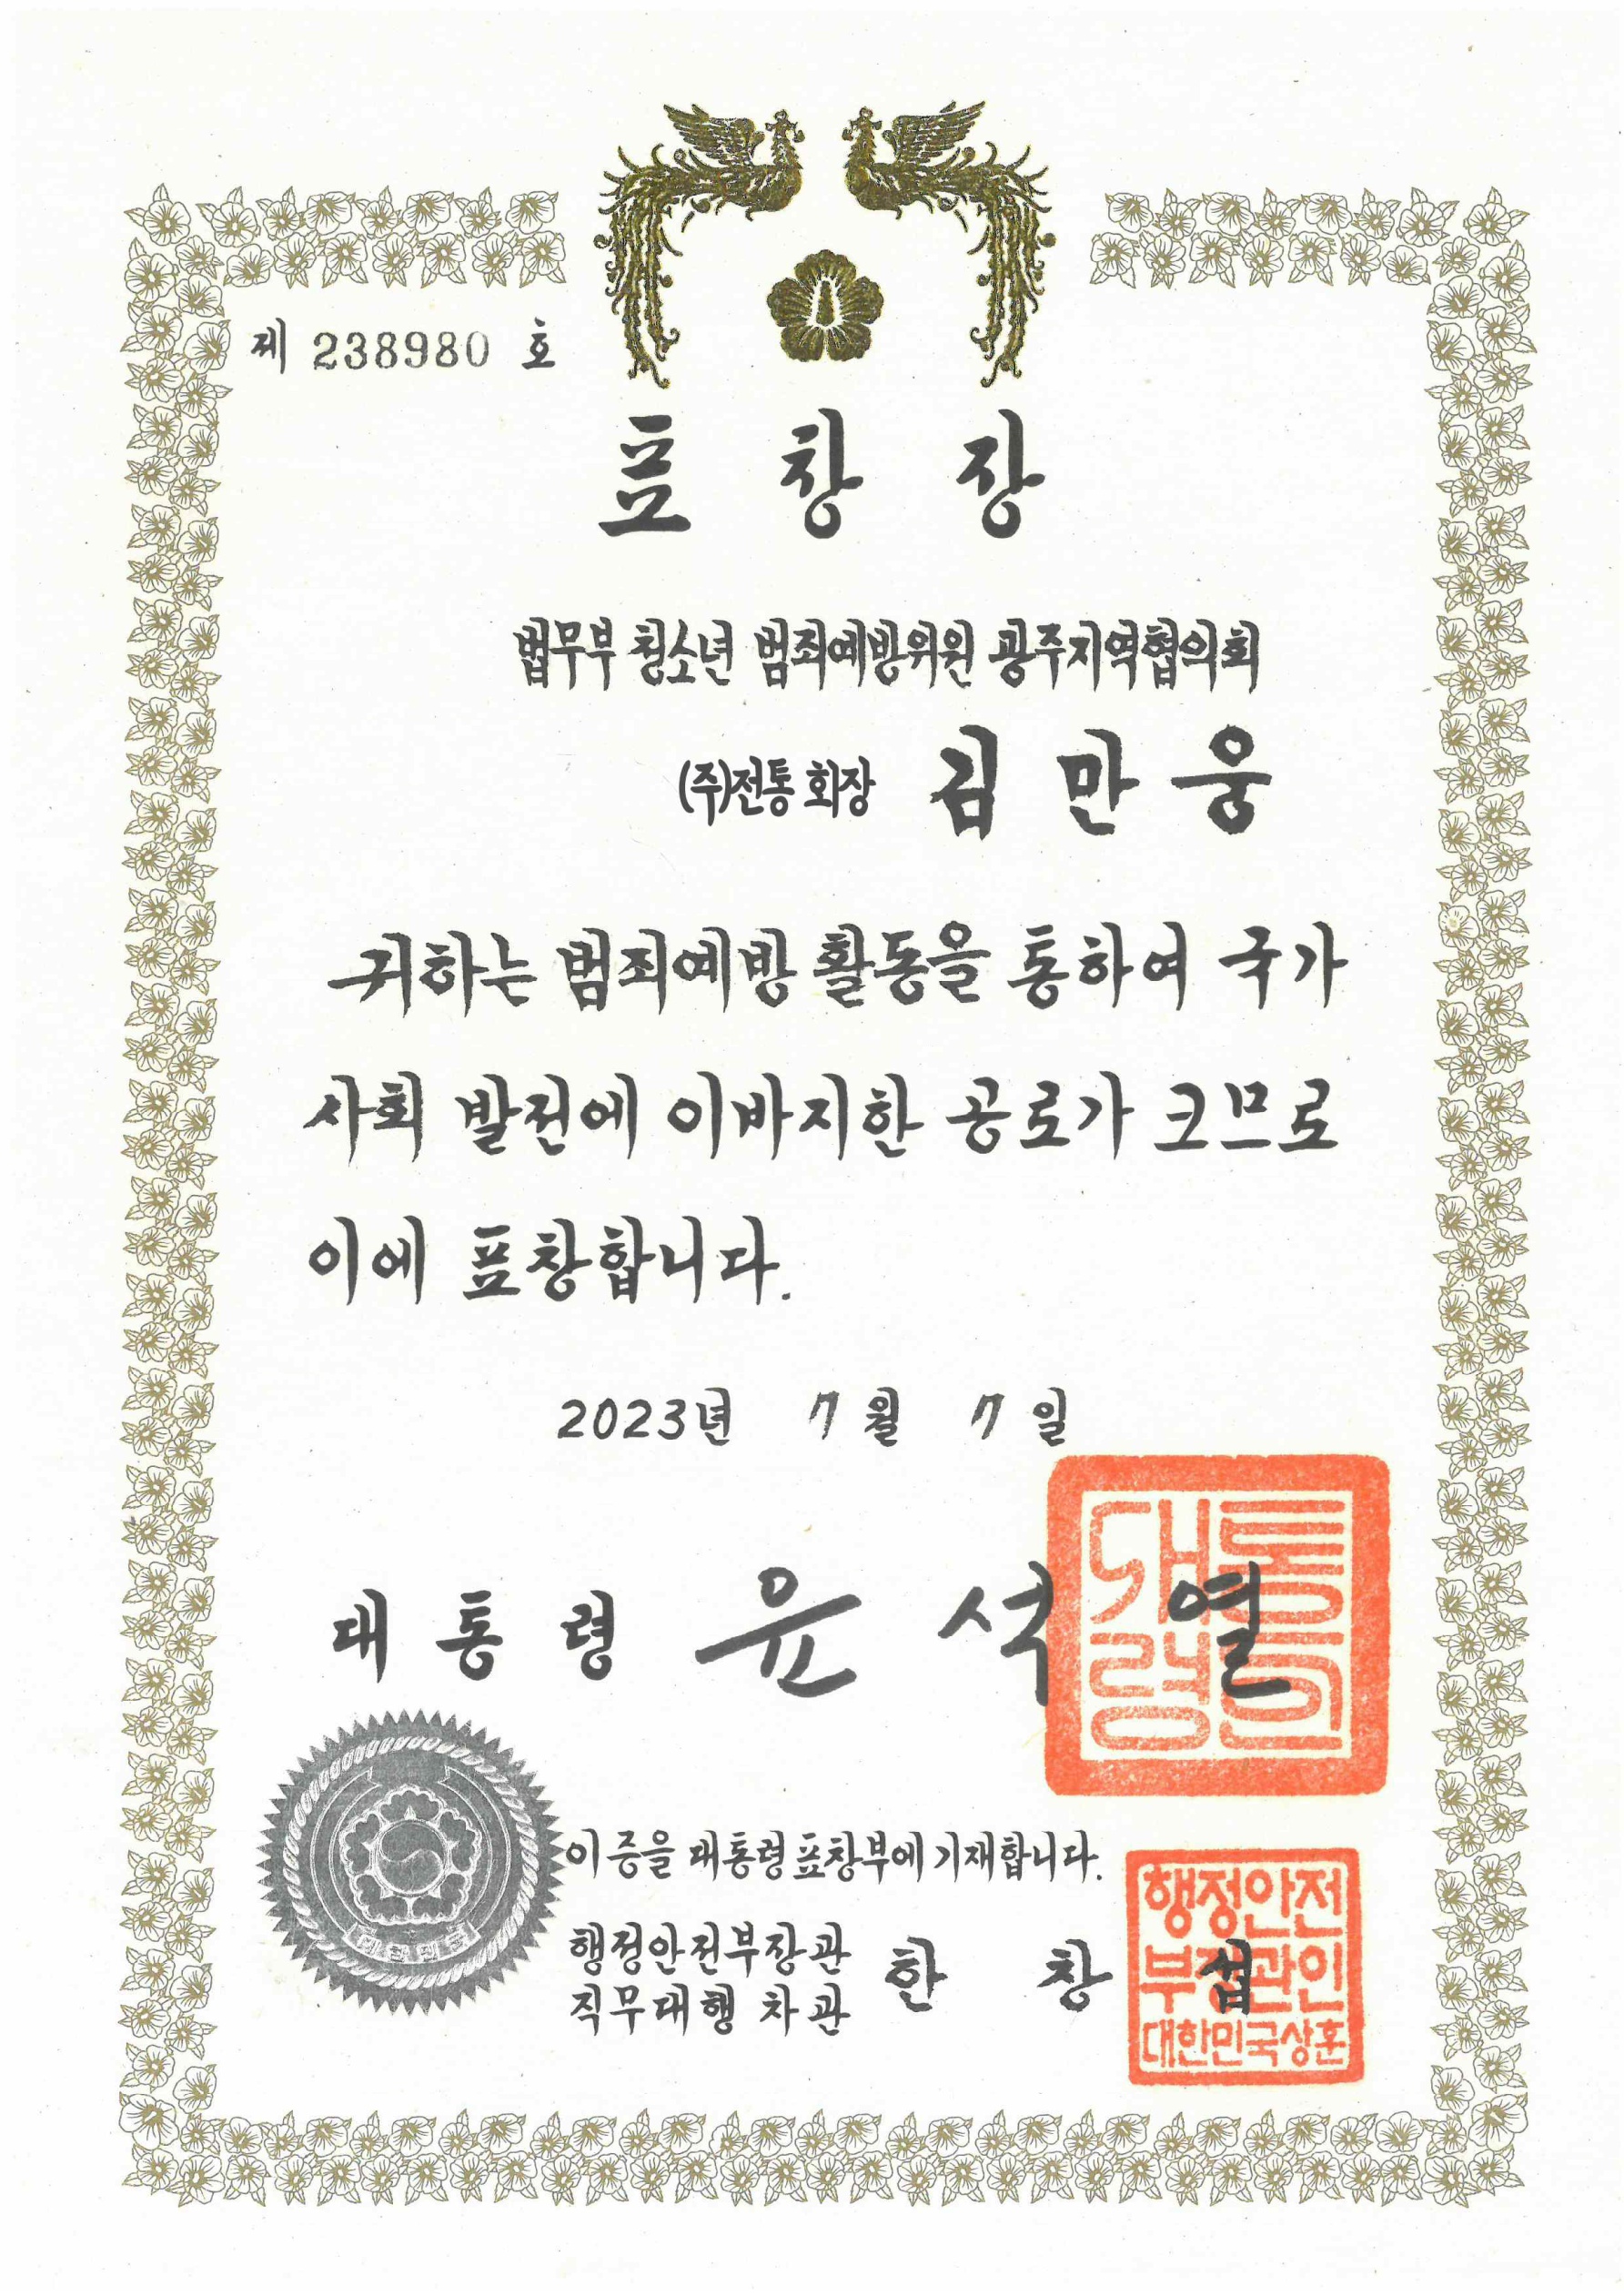 제 238980 호
표 창 장
법무부 청소년 범죄예방위원 광주지역협의회
(주)전통 회장 김 만 웅
귀하는 범죄예방 활동을 통하여 국가
사회 발전에 이바지한 공로가 크므로
이에 표창합니다.
2023년 7월 7일
대 통 령 윤 석 열
대통령인
이 증을 대통령 표창부에 기재합니다.
행정안전부장관
직무대행 차관 한 창 섭
행정안전
부장관인
대한민국상훈
대한민국